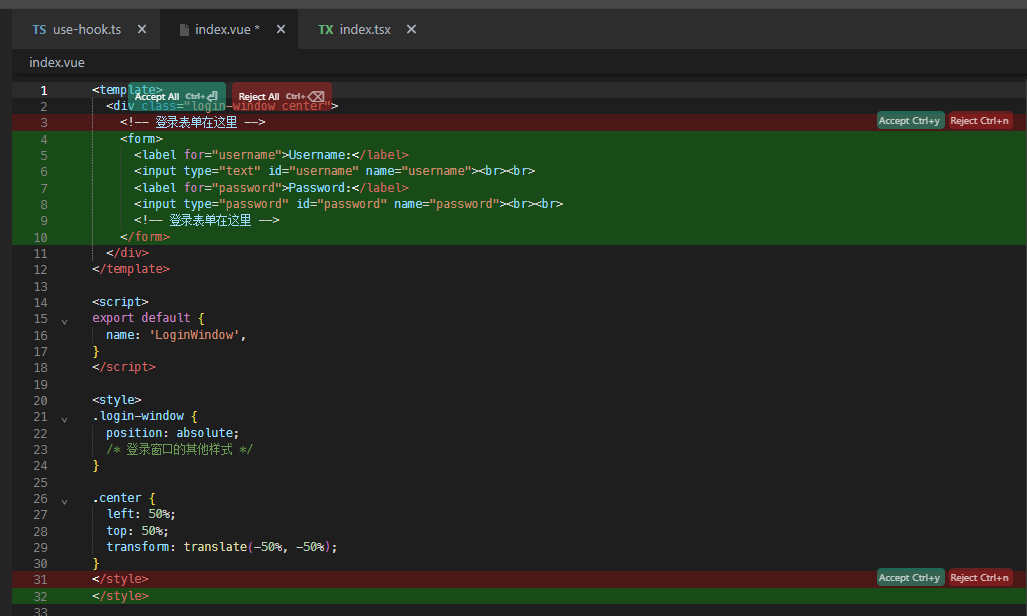 TS use-hook.ts × index.vue * × TX index.tsx ×
index.vue
Accept All Ctrl+⏎ Reject All Ctrl+⌫
1 <template>
2 <div class="login-window center">
3 <!-- 登录表单在这里 --> Accept Ctrl+y Reject Ctrl+n
4 <form>
5 <label for="username">Username:</label>
6 <input type="text" id="username" name="username"><br><br>
7 <label for="password">Password:</label>
8 <input type="password" id="password" name="password"><br><br>
9 <!-- 登录表单在这里 -->
10 </form>
11 </div>
12 </template>
13
14 <script>
15 export default {
16 name: 'LoginWindow',
17 }
18 </script>
19
20 <style>
21 .login-window {
22 position: absolute;
23 /* 登录窗口的其他样式 */
24 }
25
26 .center {
27 left: 50%;
28 top: 50%;
29 transform: translate(-50%, -50%);
30 }
31 </style> Accept Ctrl+y Reject Ctrl+n
32 </style>
33